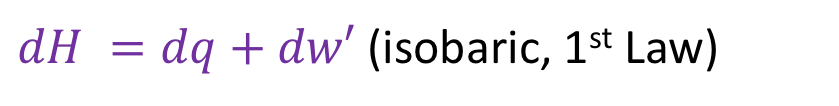 dH = dq + dw′ (isobaric, 1st Law)